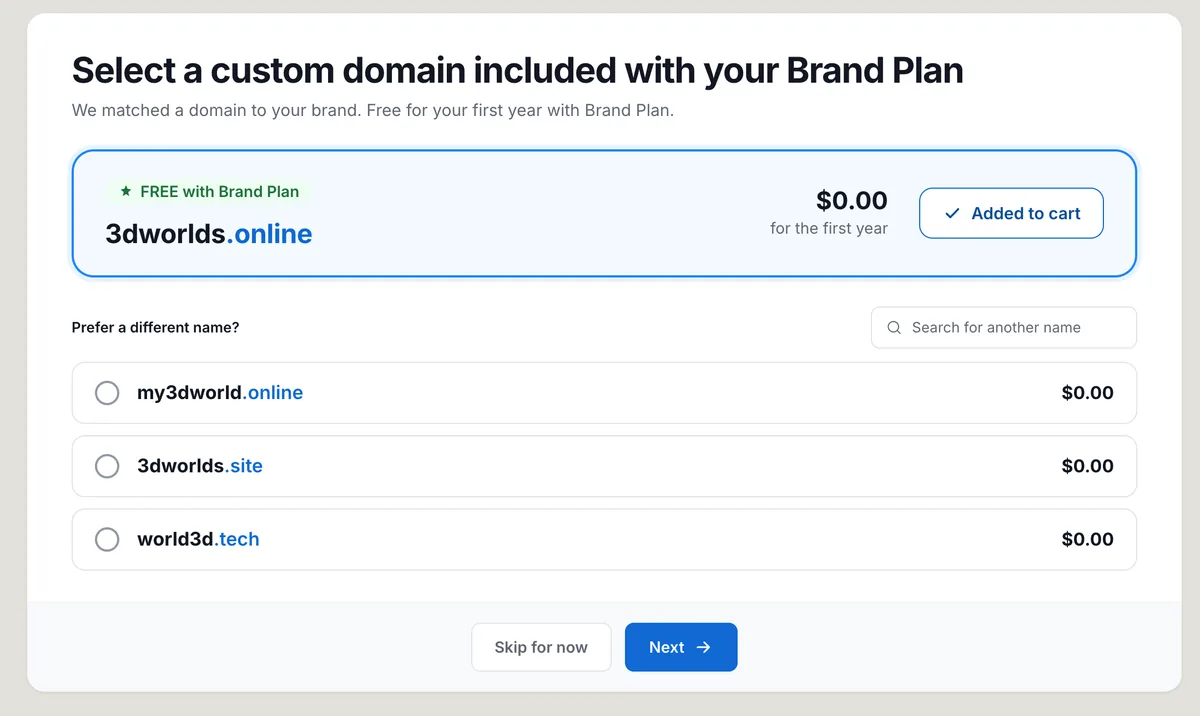 Select a custom domain included with your Brand Plan
We matched a domain to your brand. Free for your first year with Brand Plan.
FREE with Brand Plan
3dworlds.online
$0.00
for the first year
Added to cart
Prefer a different name?
Search for another name
my3dworld.online
$0.00
3dworlds.site
$0.00
world3d.tech
$0.00
Skip for now
Next